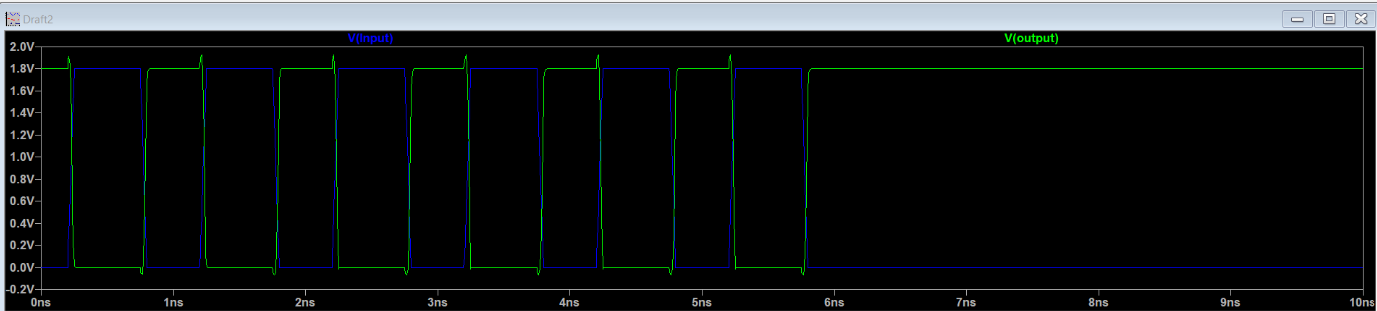 Draft2
V(input) V(output)
2.0V
1.8V
1.6V
1.4V
1.2V
1.0V
0.8V
0.6V
0.4V
0.2V
0.0V
-0.2V
0ns 1ns 2ns 3ns 4ns 5ns 6ns 7ns 8ns 9ns 10ns